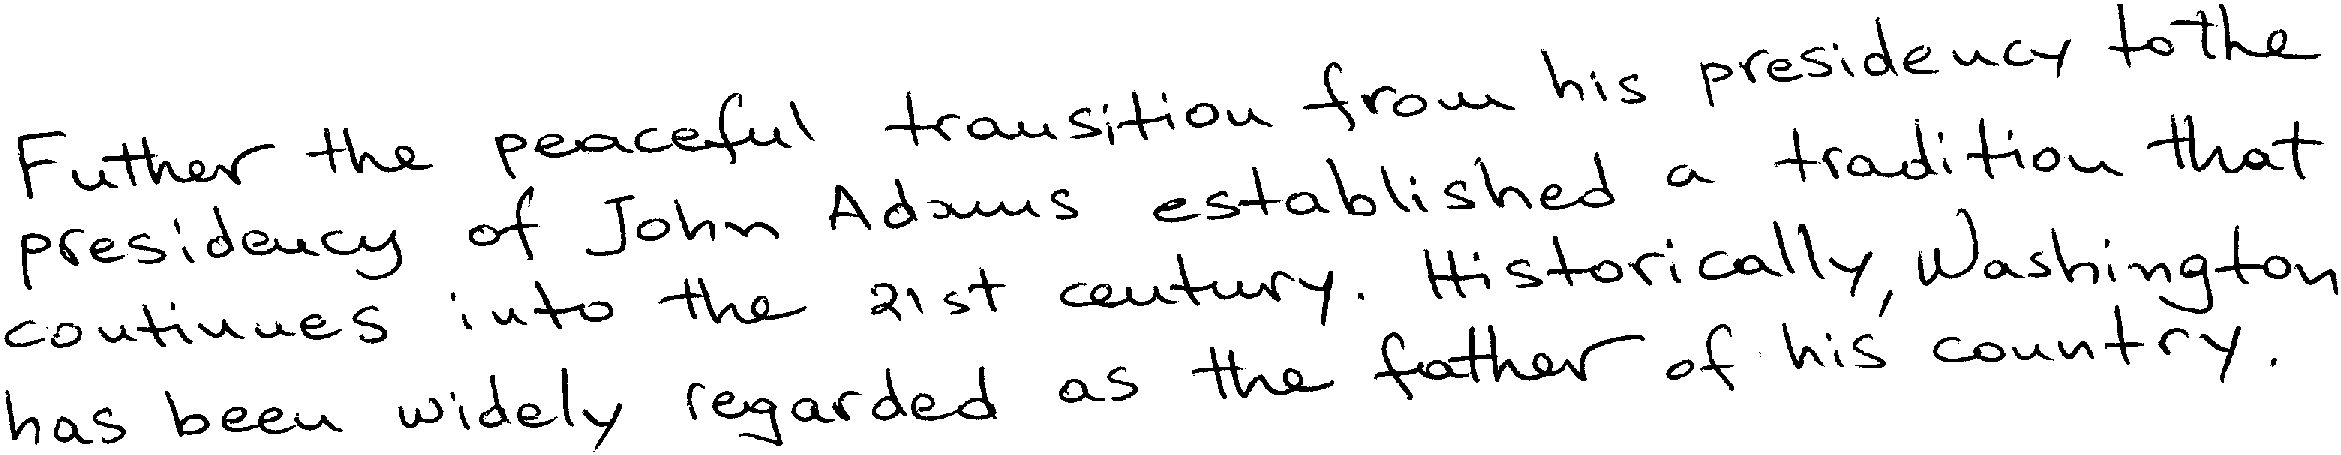 Futher the peaceful transition from his presidency to the
presidency of John Adams established a tradition that
continues into the 21st century. Historically, Washington
has been widely regarded as the father of his country.